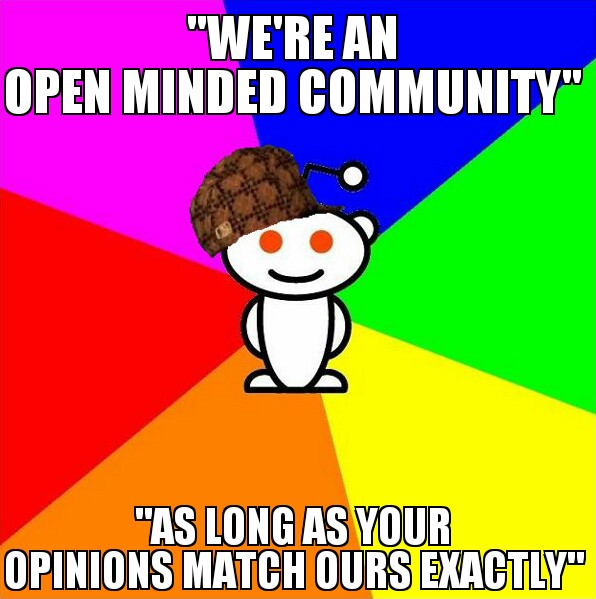 "WE'RE AN
OPEN MINDED COMMUNITY"
"AS LONG AS YOUR
OPINIONS MATCH OURS EXACTLY"